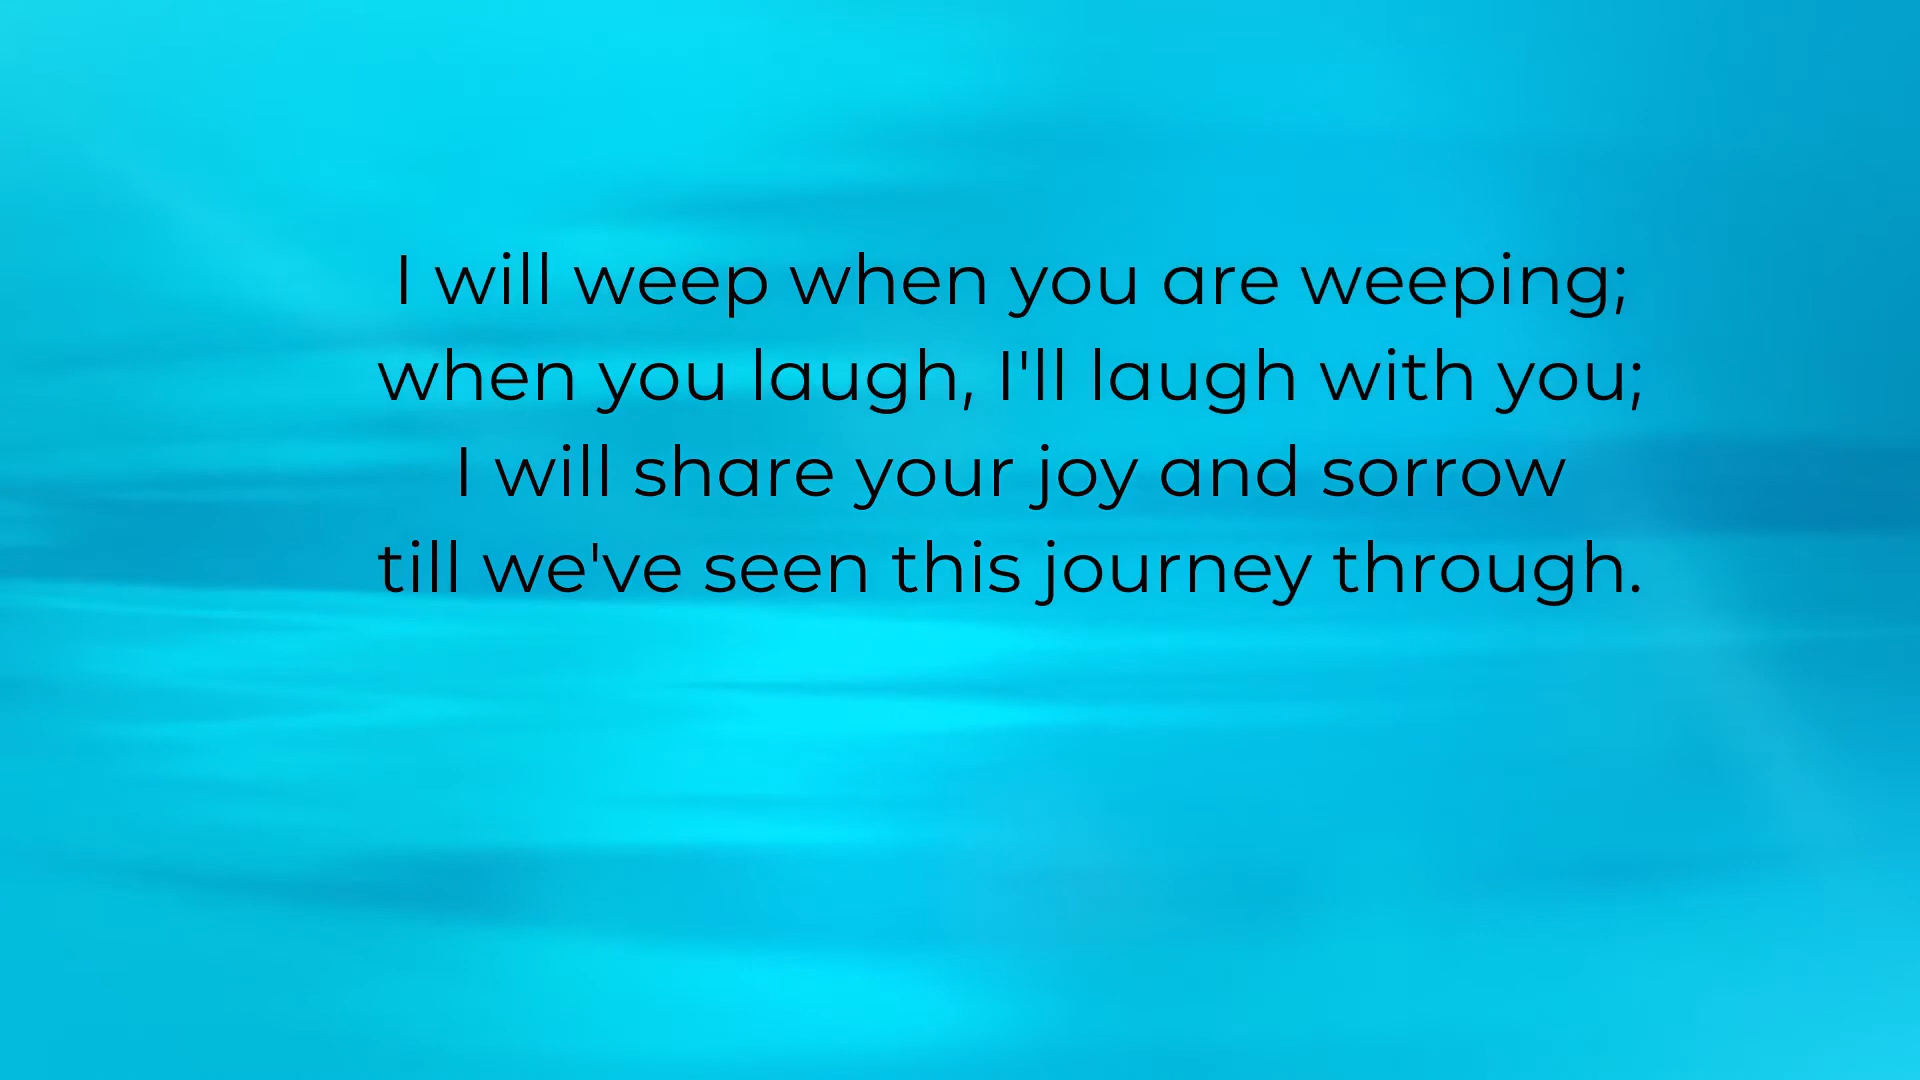 I will weep when you are weeping;
when you laugh, I'll laugh with you;
I will share your joy and sorrow
till we've seen this journey through.